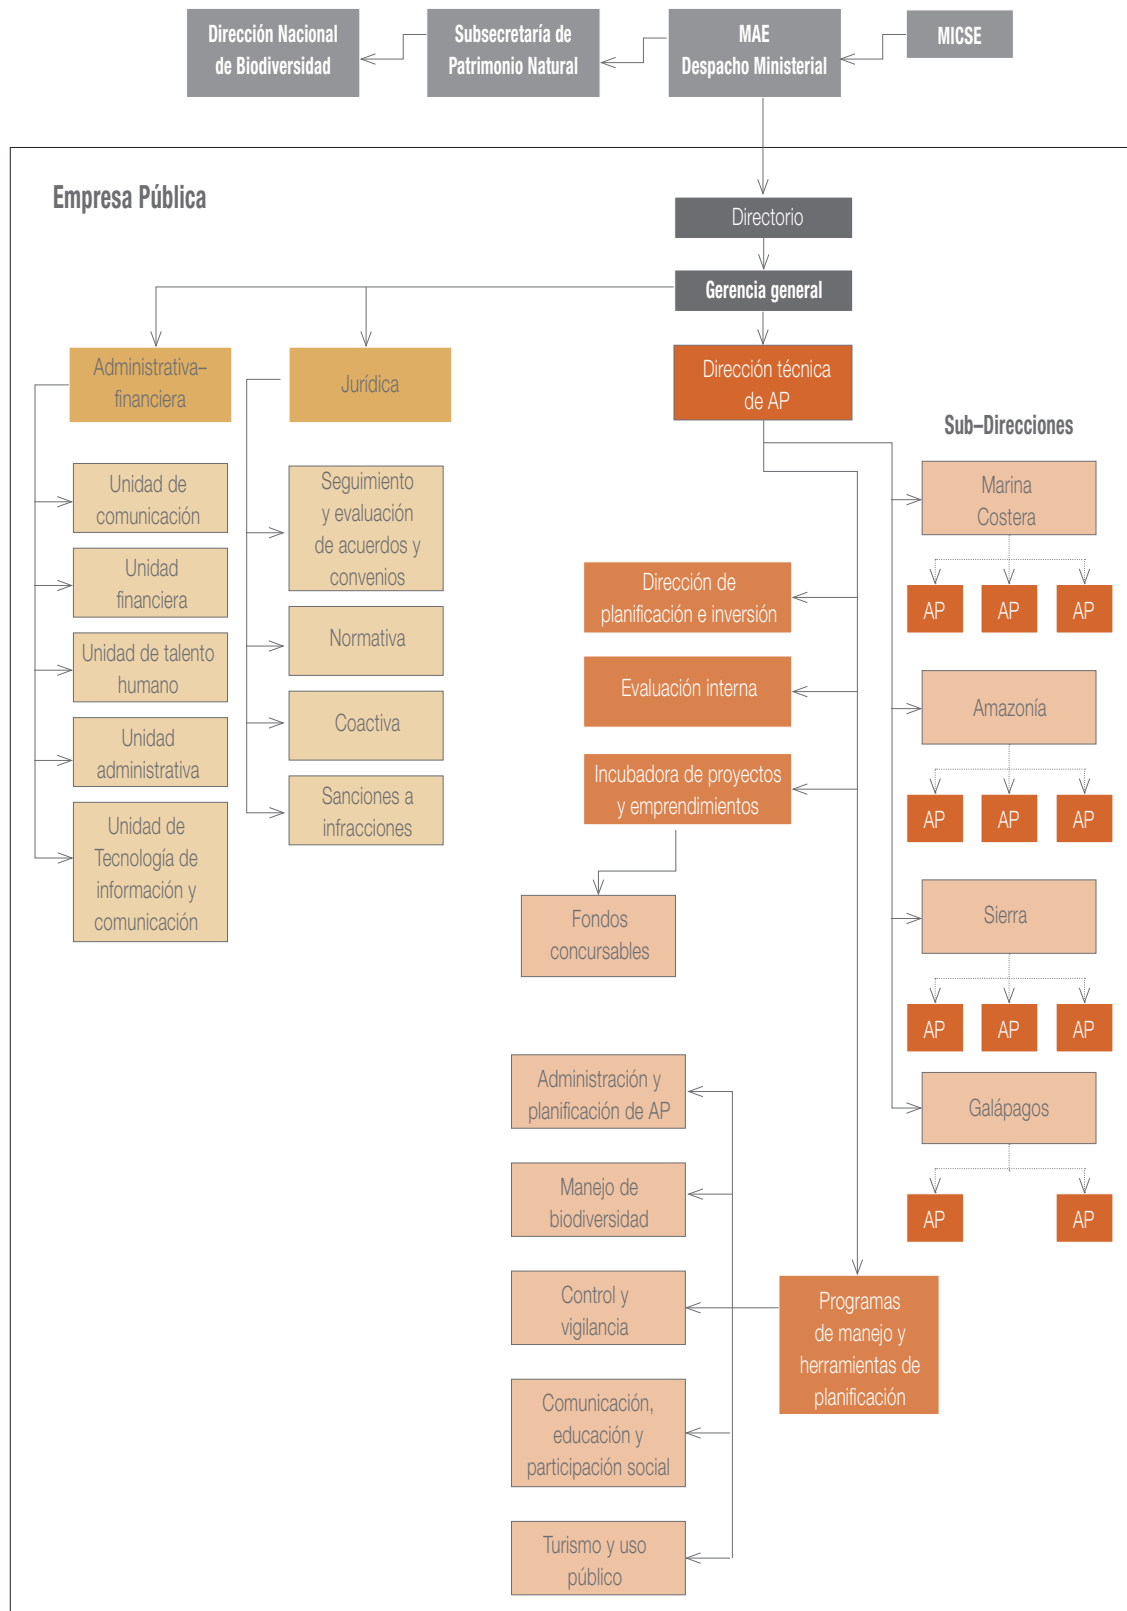 Dirección Nacional
de Biodiversidad
Subsecretaría de
Patrimonio Natural
MAE
Despacho Ministerial
MICSE
Empresa Pública
Directorio
Gerencia general
Administrativa–
financiera
Jurídica
Dirección técnica
de AP
Sub–Direcciones
Unidad de
comunicación
Unidad
financiera
Unidad de talento
humano
Unidad
administrativa
Unidad de
Tecnología de
información y
comunicación
Seguimiento
y evaluación
de acuerdos y
convenios
Normativa
Coactiva
Sanciones a
infracciones
Dirección de
planificación e inversión
Evaluación interna
Incubadora de proyectos
y emprendimientos
Fondos
concursables
Marina
Costera
AP
AP
AP
Amazonía
AP
AP
AP
Sierra
AP
AP
AP
Galápagos
AP
AP
Administración y
planificación de AP
Manejo de
biodiversidad
Control y
vigilancia
Comunicación,
educación y
participación social
Turismo y uso
público
Programas
de manejo y
herramientas de
planificación